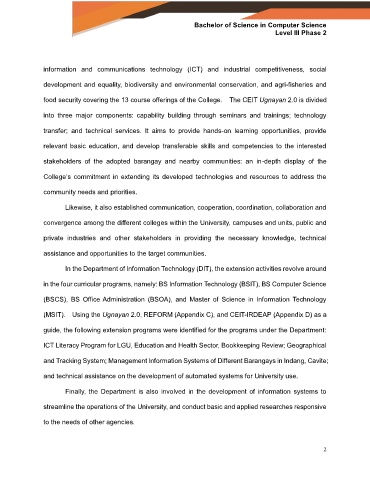 Bachelor of Science in Computer Science
Level III Phase 2
information and communications technology (ICT) and industrial competitiveness, social
development and equality, biodiversity and environmental conservation, and agri-fisheries and
food security covering the 13 course offerings of the College. The CEIT Ugnayan 2.0 is divided
into three major components: capability building through seminars and trainings; technology
transfer; and technical services. It aims to provide hands-on learning opportunities, provide
relevant basic education, and develop transferable skills and competencies to the interested
stakeholders of the adopted barangay and nearby communities: an in-depth display of the
College's commitment in extending its developed technologies and resources to address the
community needs and priorities.
Likewise, it also established communication, cooperation, coordination, collaboration and
convergence among the different colleges within the University, campuses and units, public and
private industries and other stakeholders in providing the necessary knowledge, technical
assistance and opportunities to the target communities.
In the Department of Information Technology (DIT), the extension activities revolve around
in the four curricular programs, namely: BS Information Technology (BSIT), BS Computer Science
(BSCS), BS Office Administration (BSOA), and Master of Science in Information Technology
(MSIT). Using the Ugnayan 2.0, REFORM (Appendix C), and CEIT-IRDEAP (Appendix D) as a
guide, the following extension programs were identified for the programs under the Department:
ICT Literacy Program for LGU, Education and Health Sector, Bookkeeping Review; Geographical
and Tracking System; Management Information Systems of Different Barangays in Indang, Cavite;
and technical assistance on the development of automated systems for University use.
Finally, the Department is also involved in the development of information systems to
streamline the operations of the University, and conduct basic and applied researches responsive
to the needs of other agencies.
2